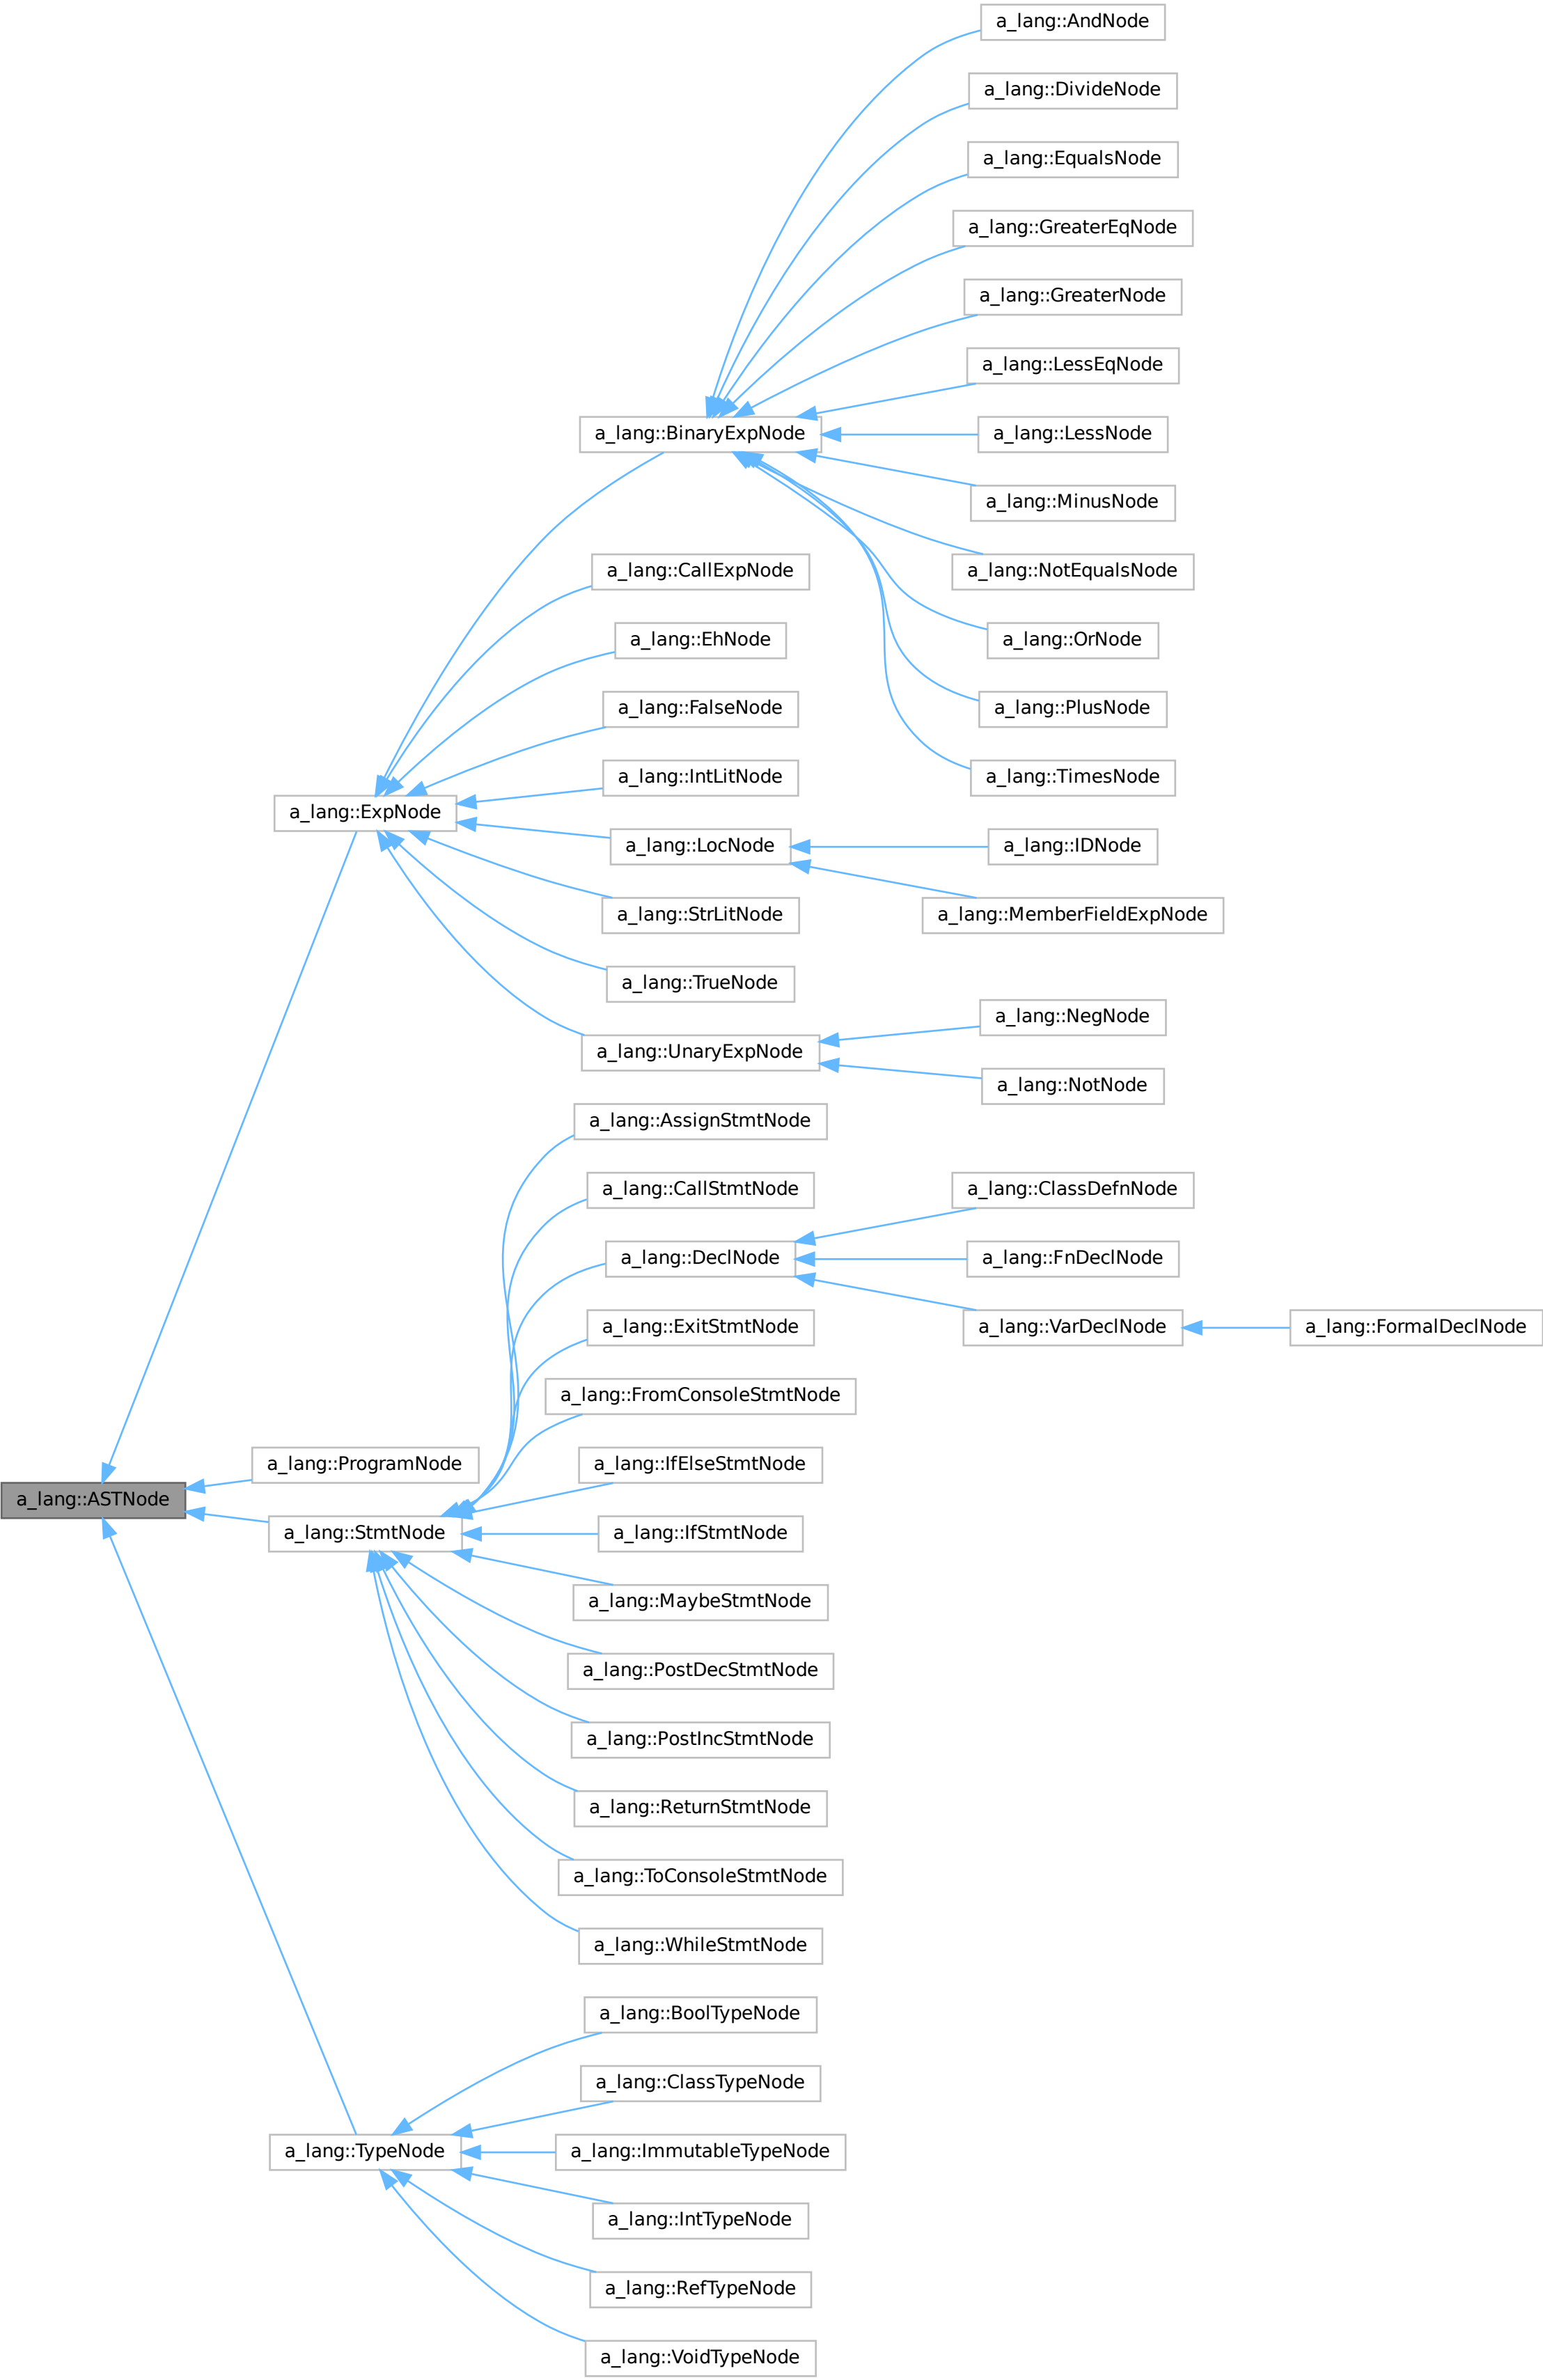 a_lang::AndNode
a_lang::DivideNode
a_lang::EqualsNode
a_lang::GreaterEqNode
a_lang::GreaterNode
a_lang::LessEqNode
a_lang::BinaryExpNode
a_lang::LessNode
a_lang::MinusNode
a_lang::CallExpNode
a_lang::NotEqualsNode
a_lang::EhNode
a_lang::OrNode
a_lang::FalseNode
a_lang::PlusNode
a_lang::IntLitNode
a_lang::TimesNode
a_lang::ExpNode
a_lang::LocNode
a_lang::IDNode
a_lang::StrLitNode
a_lang::MemberFieldExpNode
a_lang::TrueNode
a_lang::NegNode
a_lang::UnaryExpNode
a_lang::NotNode
a_lang::AssignStmtNode
a_lang::CallStmtNode
a_lang::ClassDefnNode
a_lang::DeclNode
a_lang::FnDeclNode
a_lang::ExitStmtNode
a_lang::VarDeclNode
a_lang::FormalDeclNode
a_lang::FromConsoleStmtNode
a_lang::ProgramNode
a_lang::IfElseStmtNode
a_lang::ASTNode
a_lang::StmtNode
a_lang::IfStmtNode
a_lang::MaybeStmtNode
a_lang::PostDecStmtNode
a_lang::PostIncStmtNode
a_lang::ReturnStmtNode
a_lang::ToConsoleStmtNode
a_lang::WhileStmtNode
a_lang::BoolTypeNode
a_lang::ClassTypeNode
a_lang::TypeNode
a_lang::ImmutableTypeNode
a_lang::IntTypeNode
a_lang::RefTypeNode
a_lang::VoidTypeNode